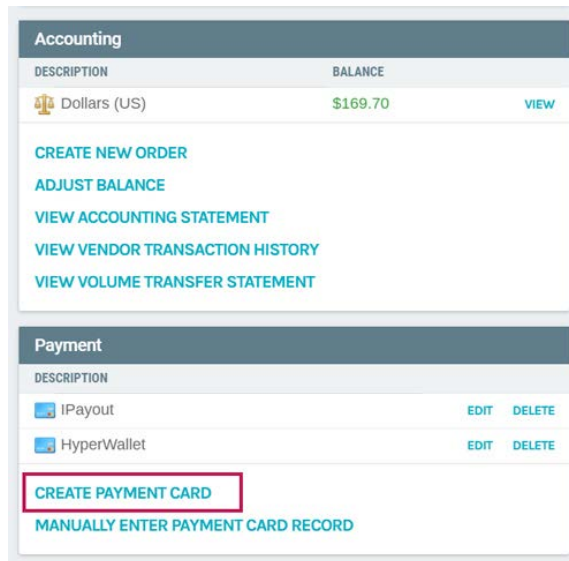 Accounting
DESCRIPTION BALANCE
Dollars (US) $169.70 VIEW
CREATE NEW ORDER
ADJUST BALANCE
VIEW ACCOUNTING STATEMENT
VIEW VENDOR TRANSACTION HISTORY
VIEW VOLUME TRANSFER STATEMENT
Payment
DESCRIPTION
IPayout EDIT DELETE
HyperWallet EDIT DELETE
CREATE PAYMENT CARD
MANUALLY ENTER PAYMENT CARD RECORD